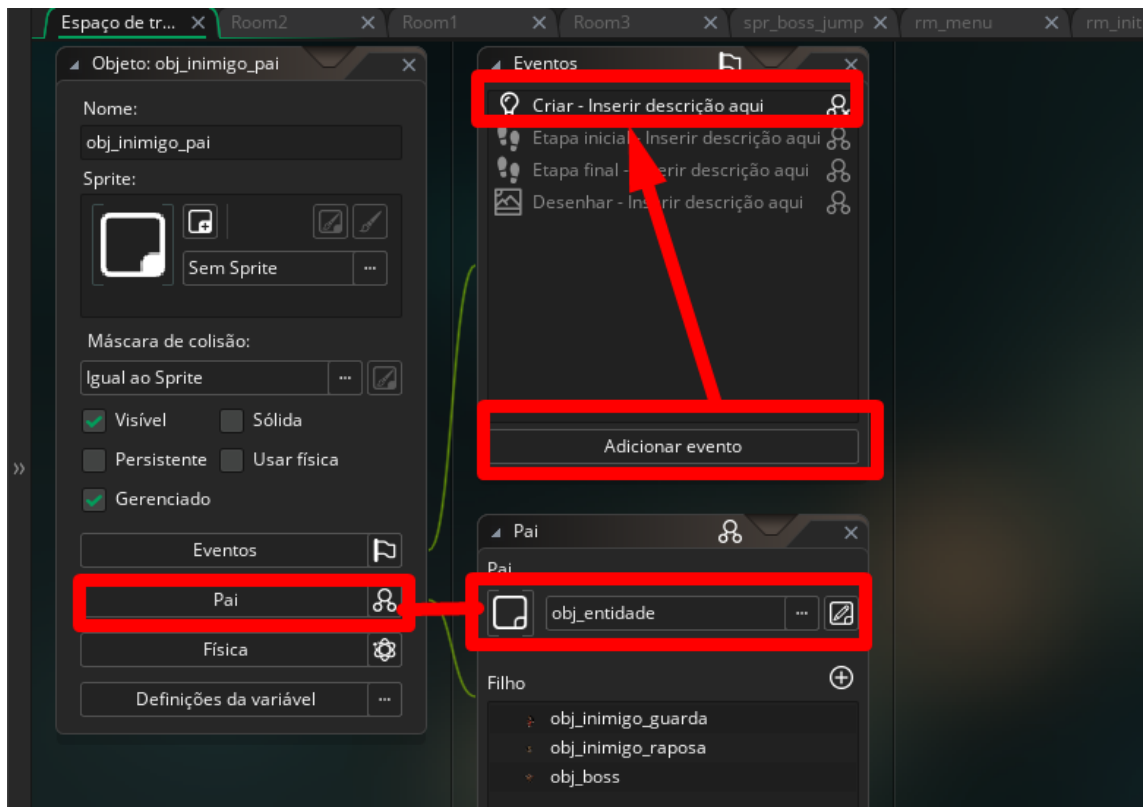 Espaço de tr...
Room2
Room1
Room3
spr_boss_jump
rm_menu
rm_init
Objeto: obj_inimigo_pai
Nome:
obj_inimigo_pai
Sprite:
Sem Sprite
Máscara de colisão:
Igual ao Sprite
Visível
Sólida
Persistente
Usar física
Gerenciado
Eventos
Pai
Física
Definições da variável
Eventos
Criar - Inserir descrição aqui
Etapa inicial - Inserir descrição aqui
Etapa final - descrição aqui
Desenhar - descrição aqui
Adicionar evento
Pai
Pai
obj_entidade
Filho
obj_inimigo_guarda
obj_inimigo_raposa
obj_boss